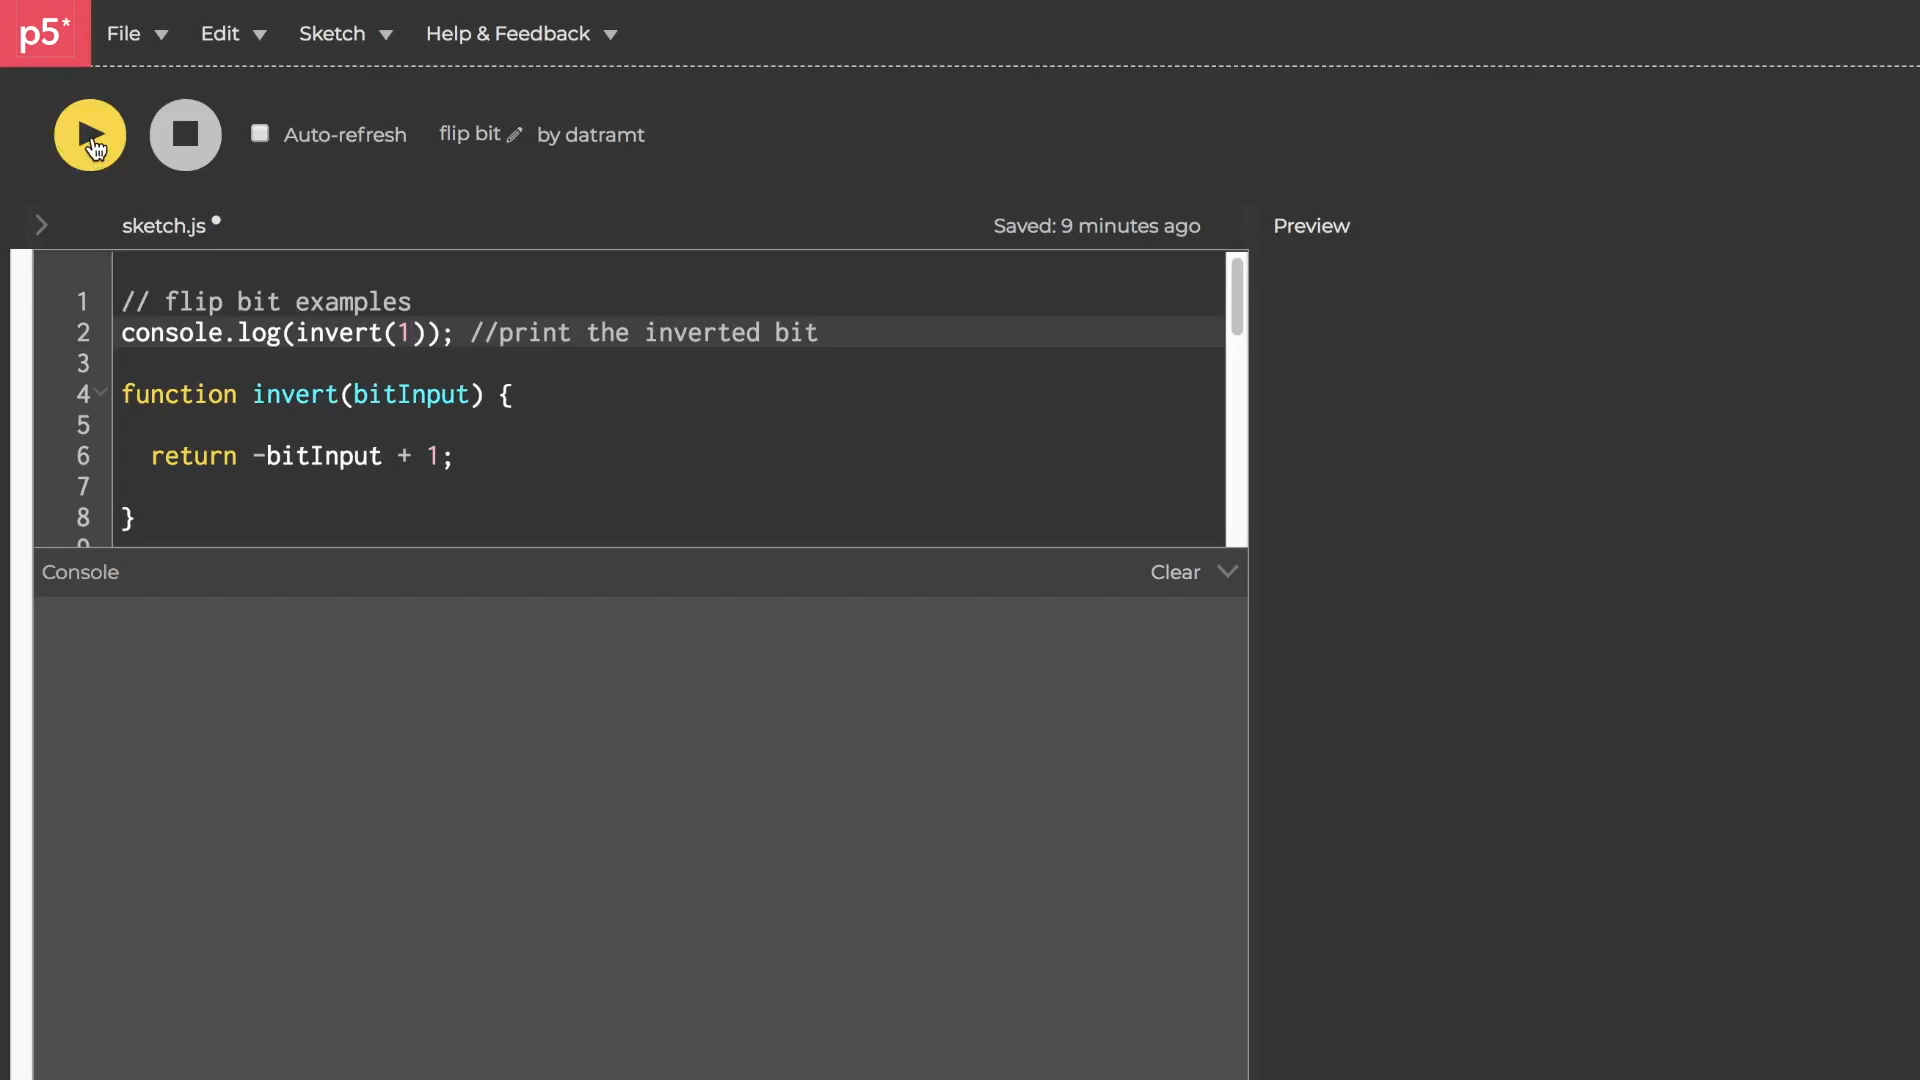 p5* File Edit Sketch Help & Feedback
Auto-refresh flip bit by datramt
sketch.js Saved: 9 minutes ago Preview
1 // flip bit examples
2 console.log(invert(1)); //print the inverted bit
3
4 function invert(bitInput) {
5
6 return -bitInput + 1;
7
8 }
9
Console Clear